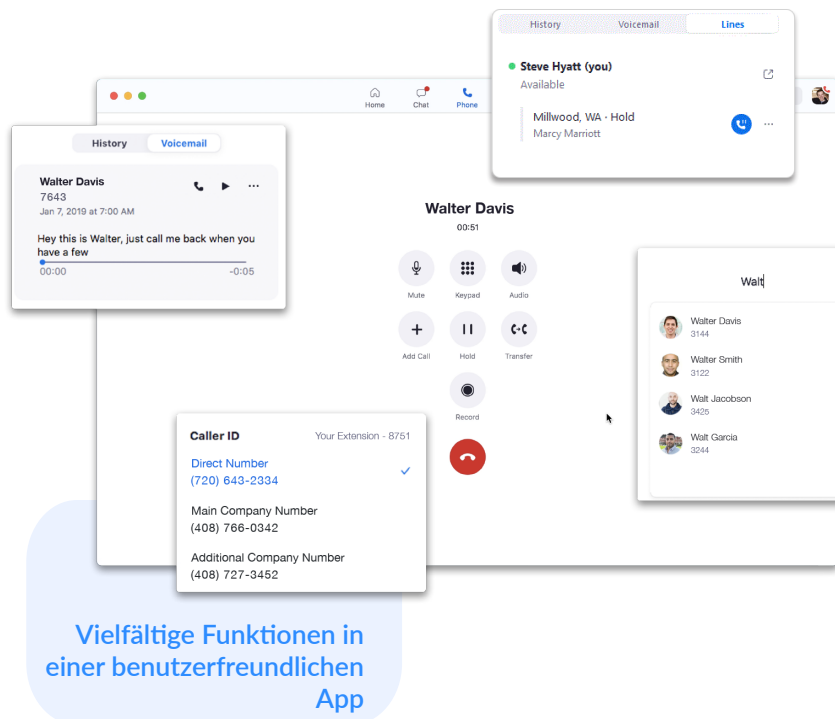 History Voicemail Lines
Steve Hyatt (you)
Available
Millwood, WA · Hold
Marcy Marriott
Home Chat Phone
History Voicemail
Walter Davis
7643
Jan 7, 2019 at 7:00 AM
Hey this is Walter, just call me back when you
have a few
00:00 -0:05
Walter Davis
00:51
Mute Keypad Audio
Add Call Hold Transfer
Record
Walt
Walter Davis
3144
Walter Smith
3122
Walt Jacobson
3425
Walt Garcia
3244
Caller ID Your Extension - 8751
Direct Number
(720) 643-2334
Main Company Number
(408) 766-0342
Additional Company Number
(408) 727-3452
Vielfältige Funktionen in
einer benutzerfreundlichen
App